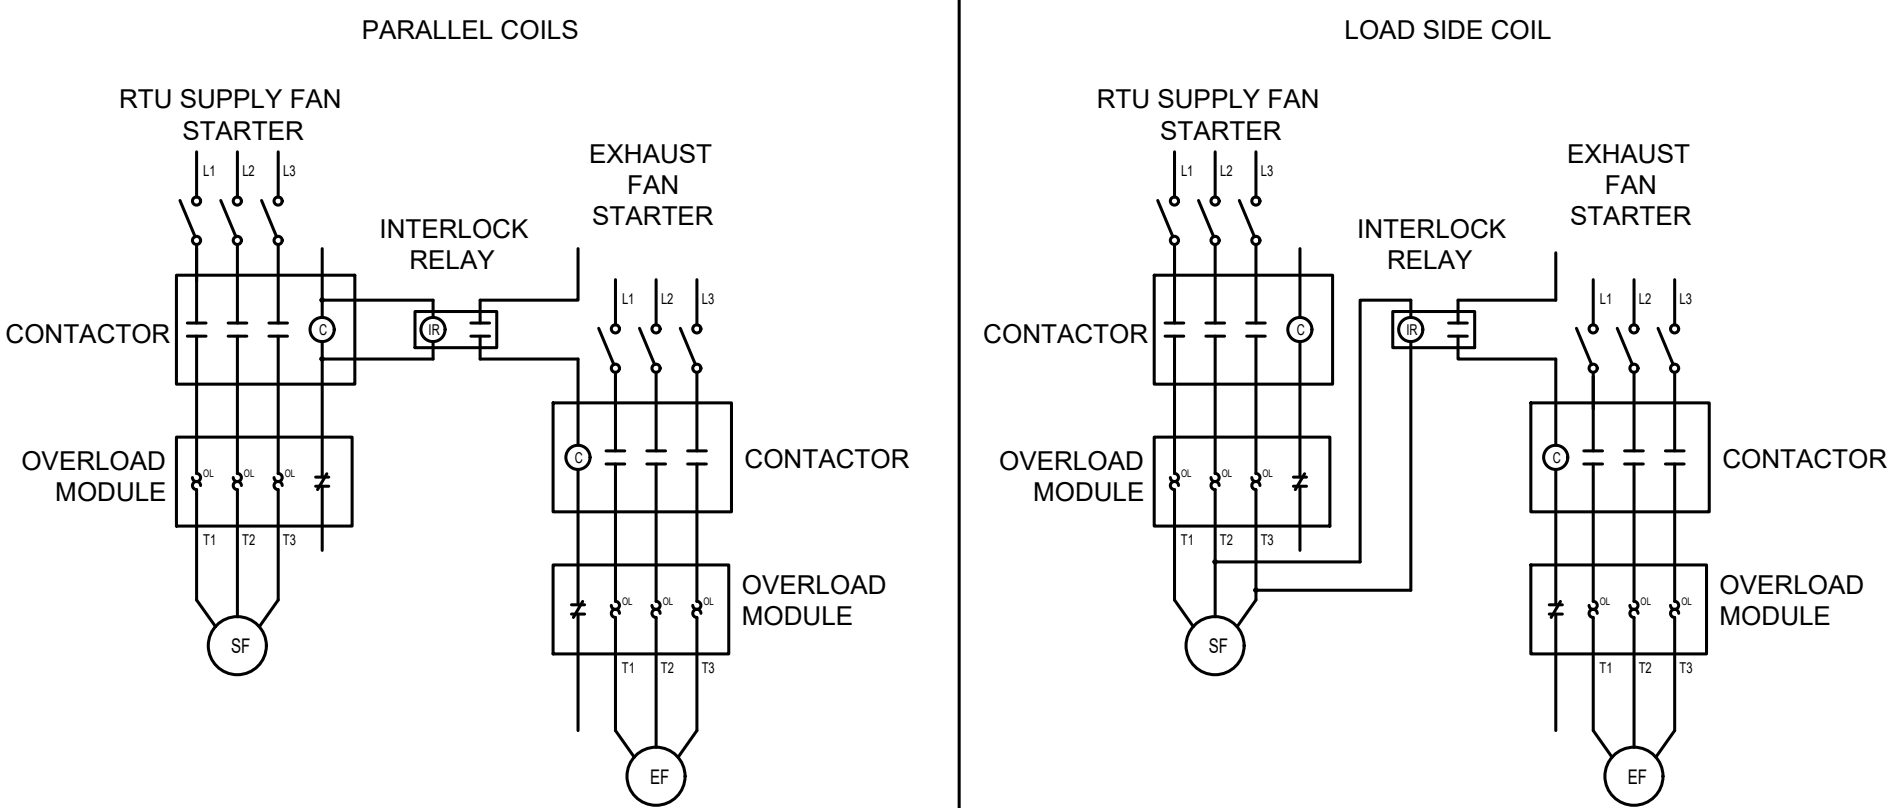 PARALLEL COILS
RTU SUPPLY FAN
STARTER
L1 L2 L3
EXHAUST
FAN
STARTER
INTERLOCK
RELAY
L1 L2 L3
CONTACTOR
C
IR
C
CONTACTOR
OVERLOAD
MODULE
OL OL OL
T1 T2 T3
OVERLOAD
MODULE
OL OL OL
SF
T1 T2 T3
EF
LOAD SIDE COIL
RTU SUPPLY FAN
STARTER
L1 L2 L3
EXHAUST
FAN
STARTER
INTERLOCK
RELAY
L1 L2 L3
CONTACTOR
C
IR
C
CONTACTOR
OVERLOAD
MODULE
OL OL OL
T1 T2 T3
OVERLOAD
MODULE
OL OL OL
SF
T1 T2 T3
EF